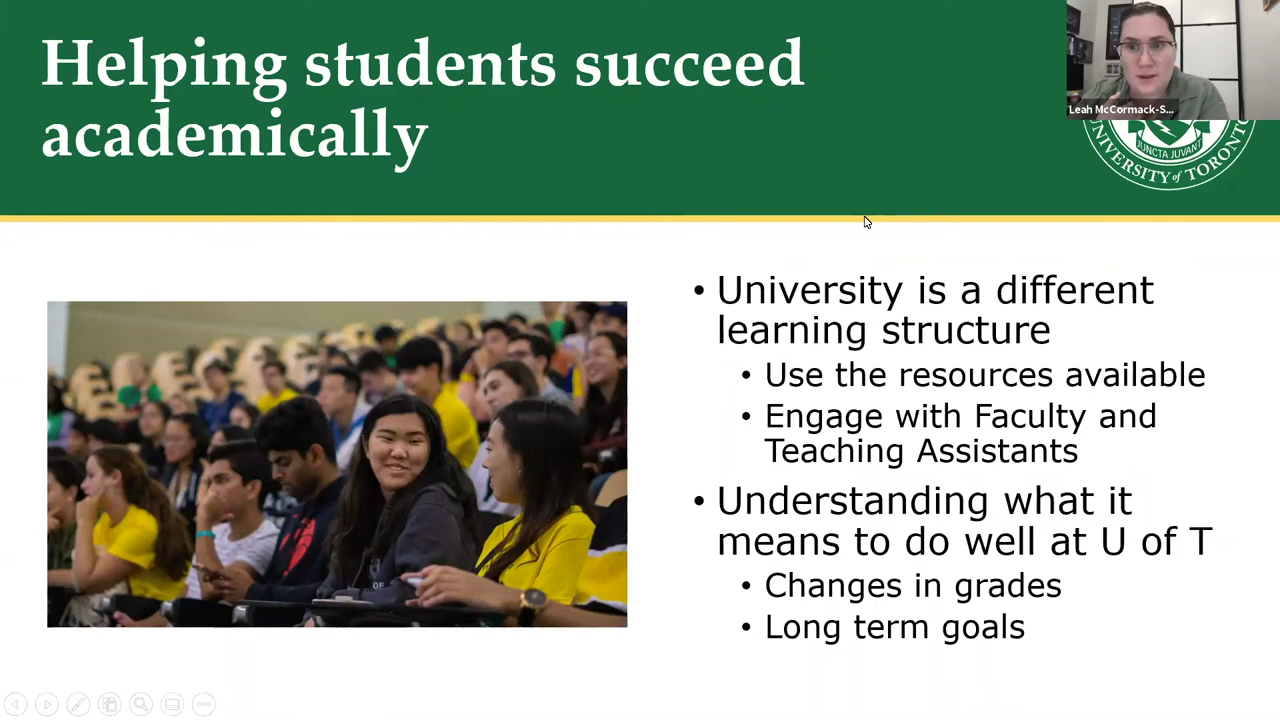 Helping students succeed
academically
Leah McCormack-S...
JUNCTA JUVANT
UNIVERSITY of TORONTO
• University is a different
learning structure
• Use the resources available
• Engage with Faculty and
Teaching Assistants
• Understanding what it
means to do well at U of T
• Changes in grades
• Long term goals